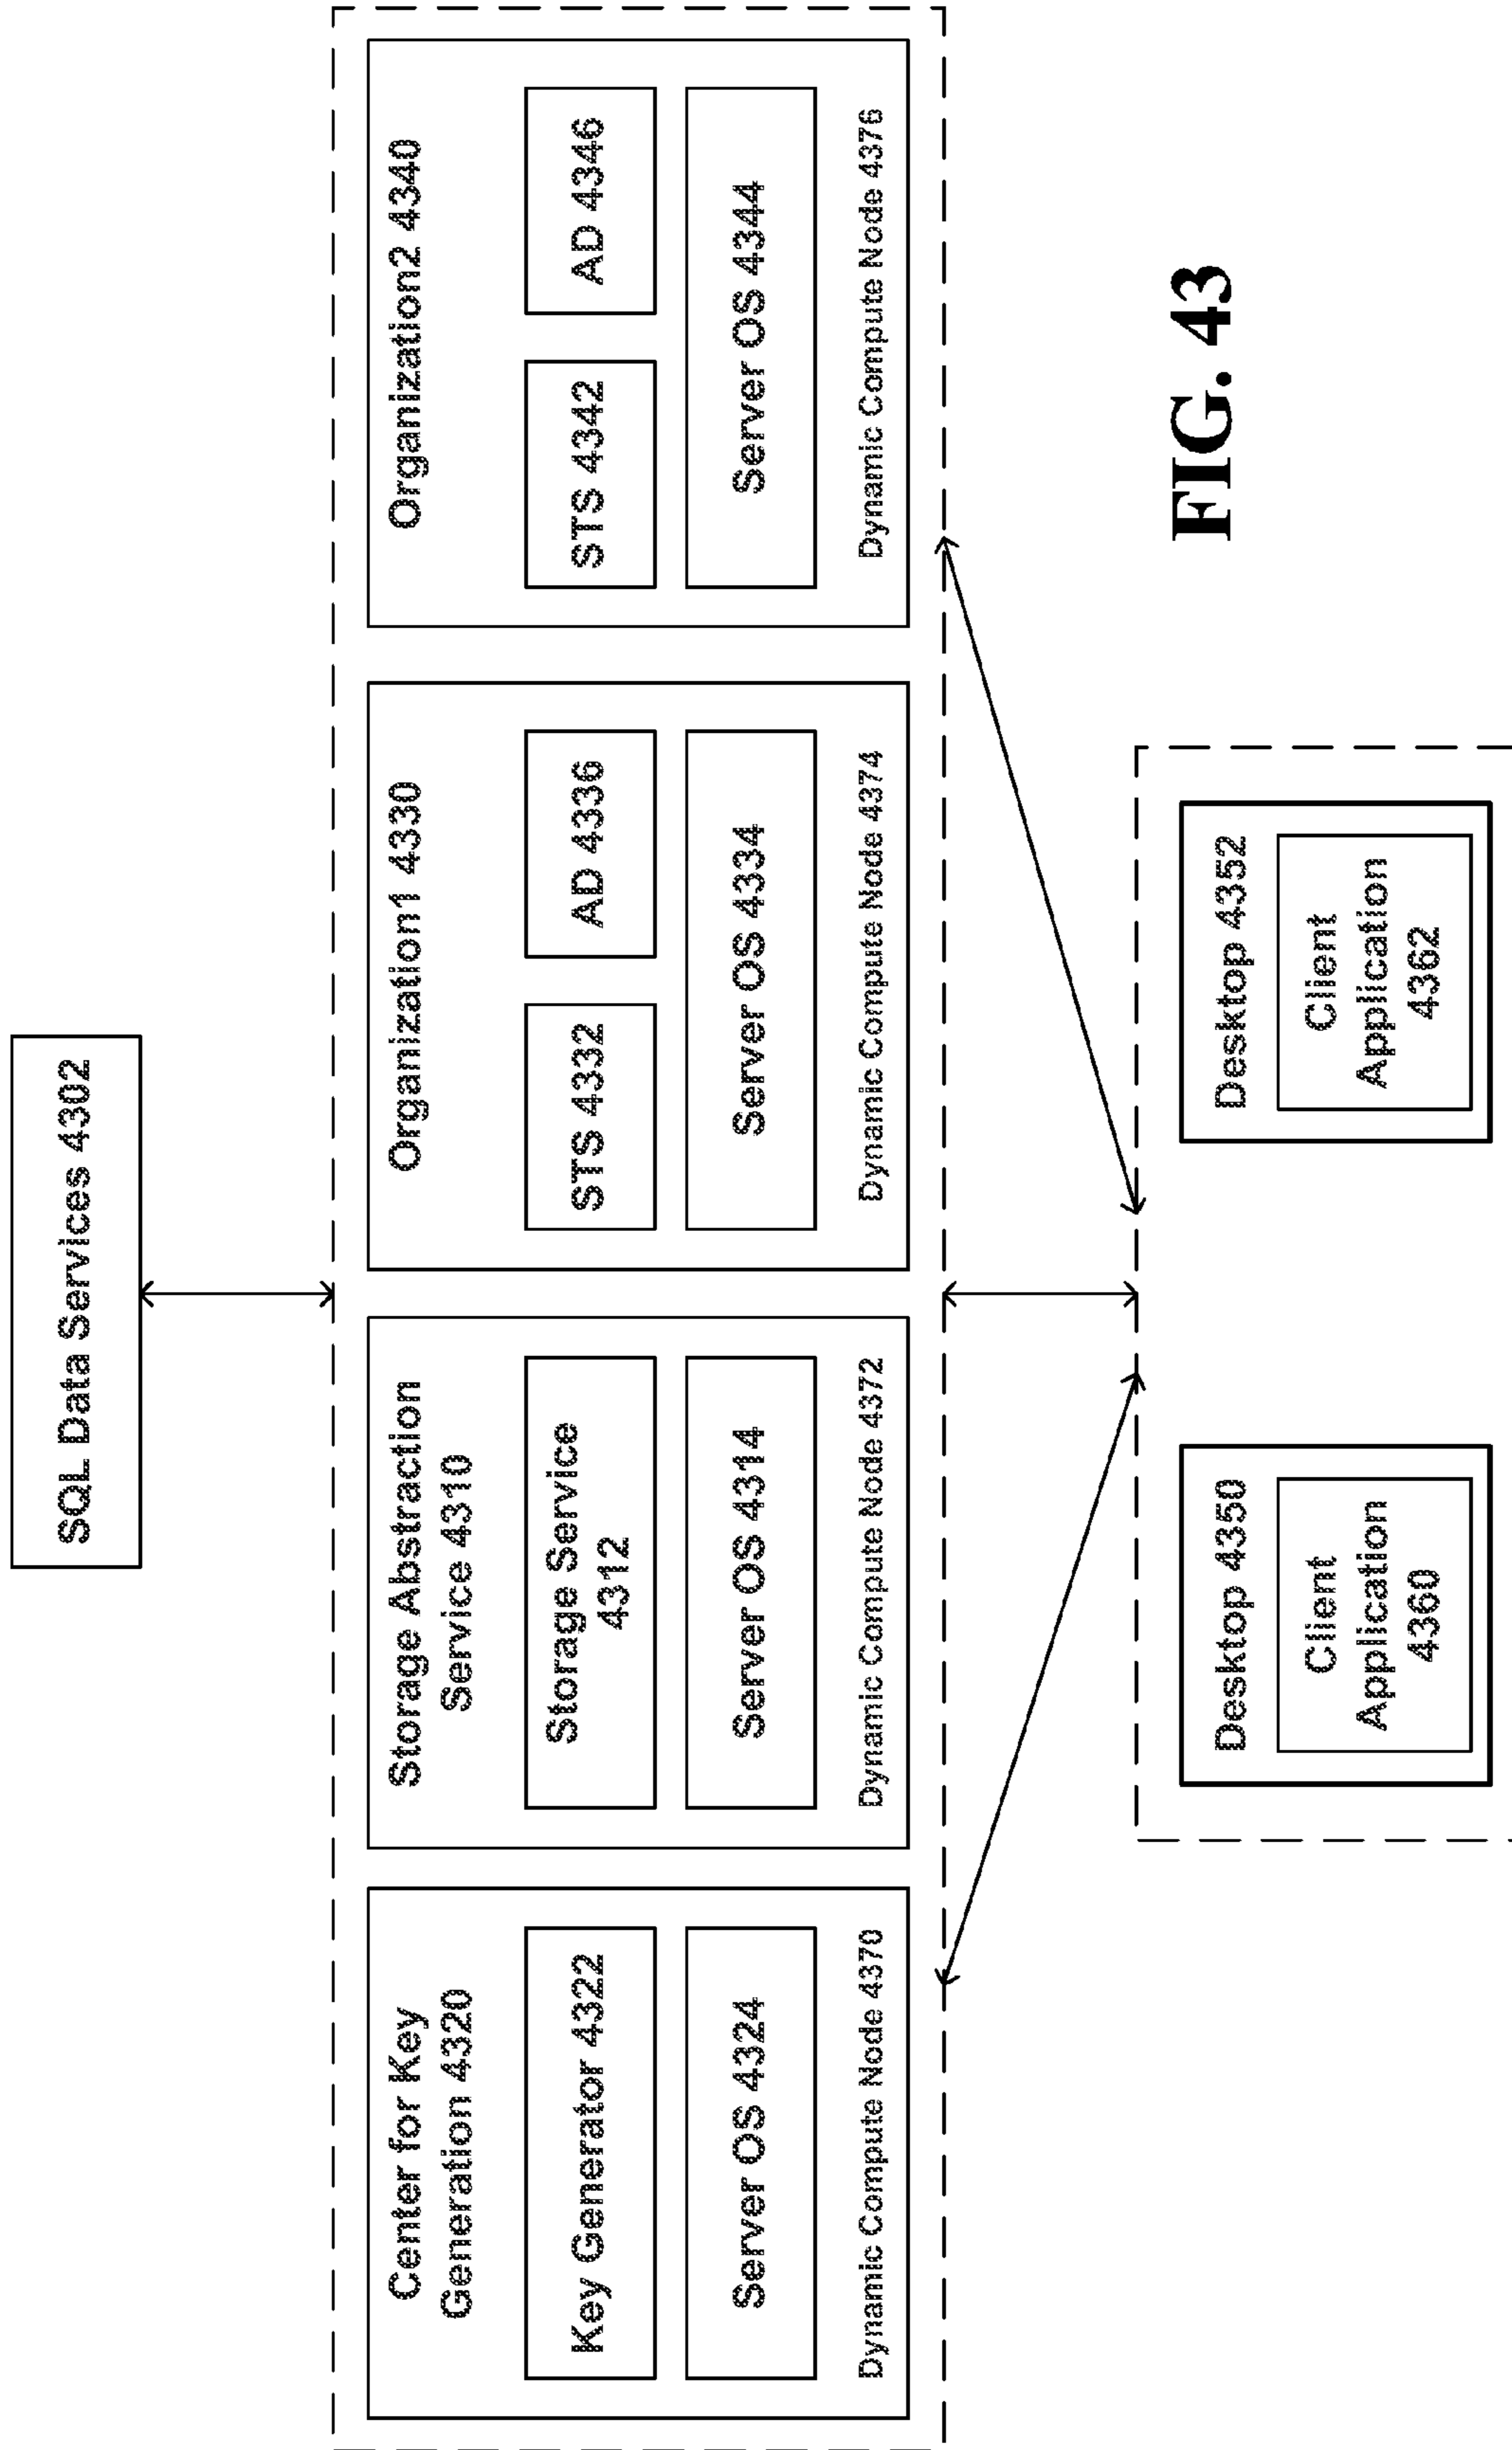 SQL Data Services 4302
Center for Key
Generation 4320
Key Generator 4322
Server OS 4324
Dynamic Compute Node 4370
Storage Abstraction
Service 4310
Storage Service
4312
Server OS 4314
Dynamic Compute Node 4372
Organization1 4330
STS 4332
AD 4336
Server OS 4334
Dynamic Compute Node 4374
Organization2 4340
STS 4342
AD 4346
Server OS 4344
Dynamic Compute Node 4376
Desktop 4350
Client
Application
4360
Desktop 4352
Client
Application
4362
FIG. 43